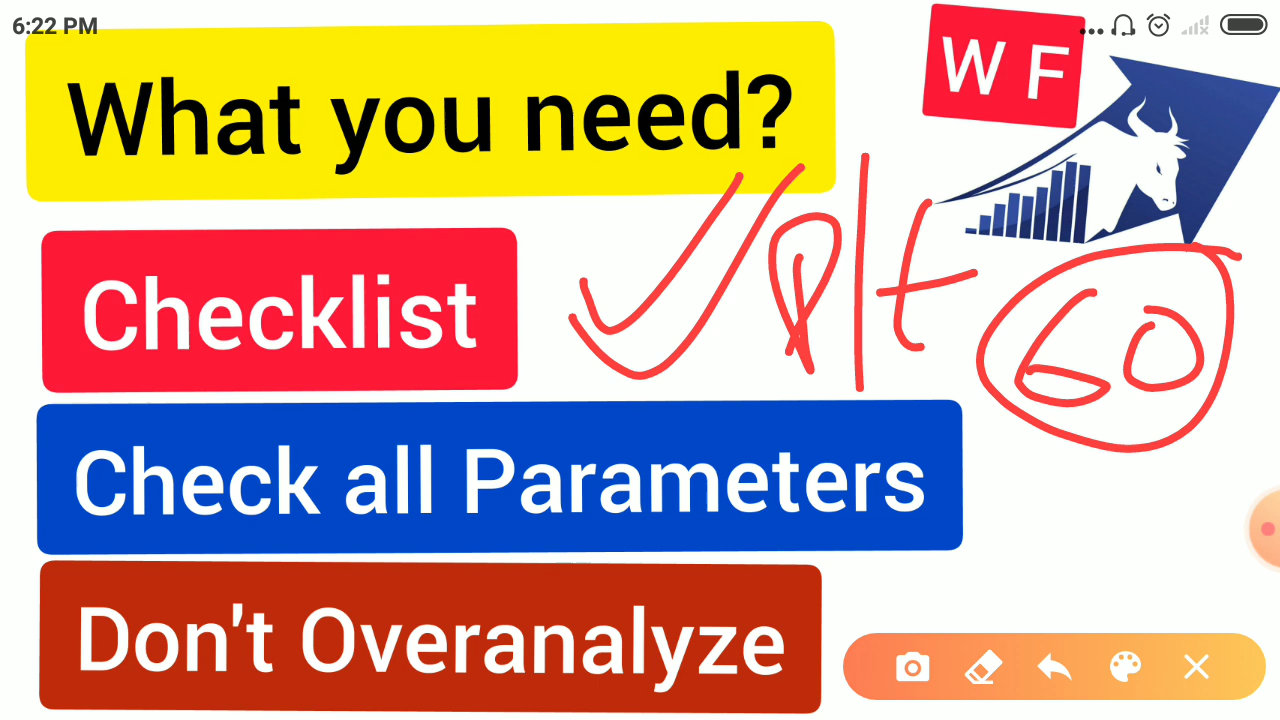 6:22 PM
What you need?
W F
Checklist
P/t
60
Check all Parameters
Don't Overanalyze